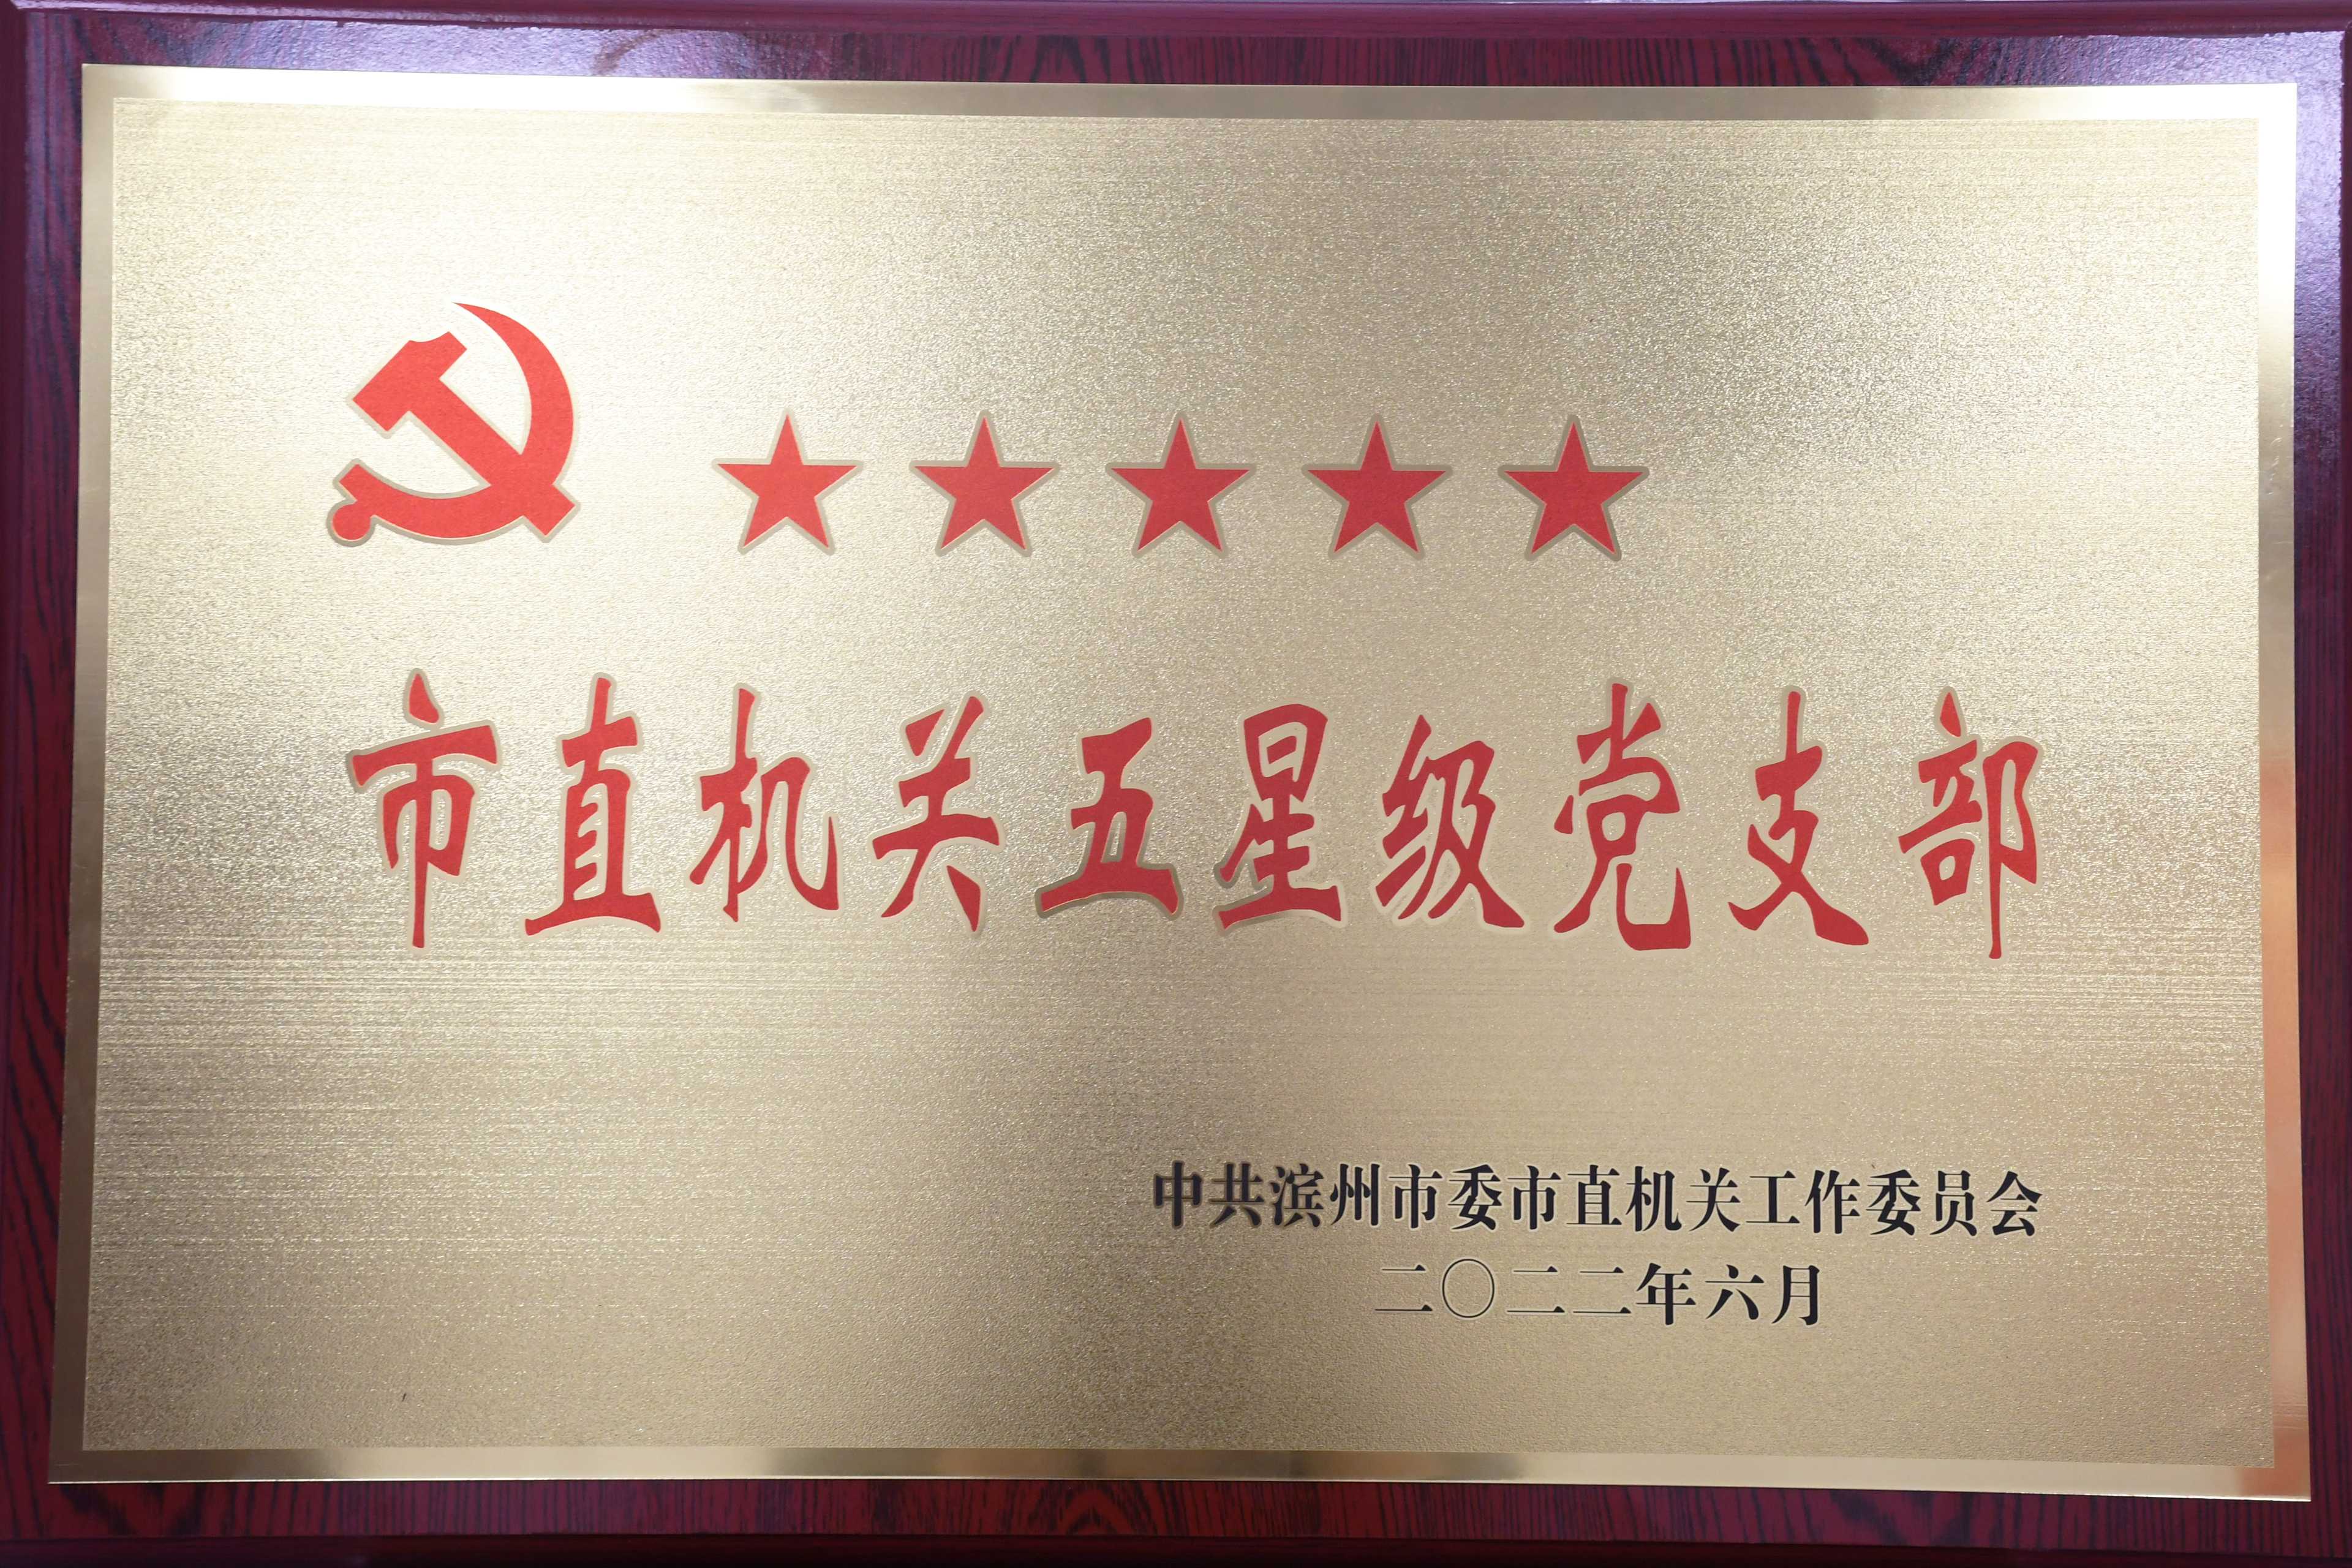 市直机关五星级党支部
中共滨州市委市直机关工作委员会
二〇二二年六月